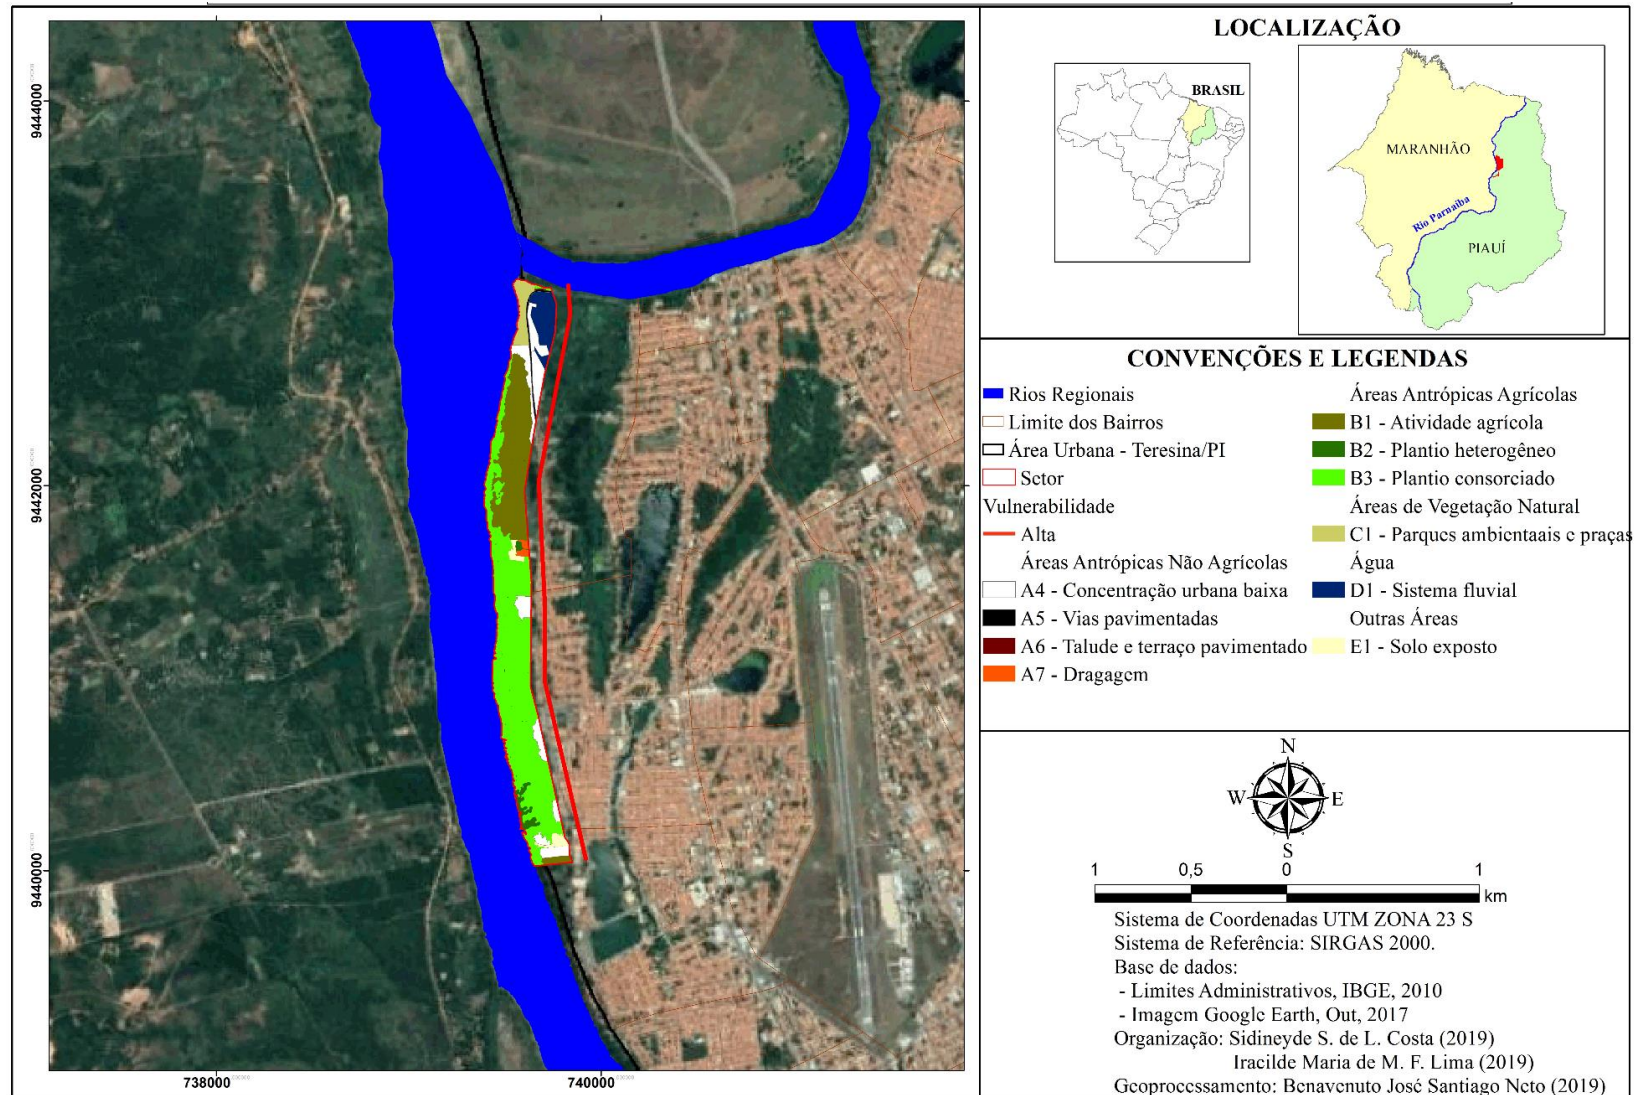 9444000
9442000
9440000
738000
740000
LOCALIZAÇÃO
BRASIL
MARANHÃO
Rio Parnaíba
PIAUÍ
CONVENÇÕES E LEGENDAS
Rios Regionais
Limite dos Bairros
Área Urbana - Teresina/PI
Setor
Vulnerabilidade
Alta
Áreas Antrópicas Não Agrícolas
A4 - Concentração urbana baixa
A5 - Vias pavimentadas
A6 - Talude e terraço pavimentado
A7 - Dragagem
Áreas Antrópicas Agrícolas
B1 - Atividade agrícola
B2 - Plantio heterogêneo
B3 - Plantio consorciado
Áreas de Vegetação Natural
C1 - Parques ambientaais e praças
Água
D1 - Sistema fluvial
Outras Áreas
E1 - Solo exposto
N
W E
S
1 0,5 0 1
km
Sistema de Coordenadas UTM ZONA 23 S
Sistema de Referência: SIRGAS 2000.
Base de dados:
- Limites Administrativos, IBGE, 2010
- Imagem Google Earth, Out, 2017
Organização: Sidineyde S. de L. Costa (2019)
Iracilde Maria de M. F. Lima (2019)
Geoprocessamento: Benavenuto José Santiago Neto (2019)